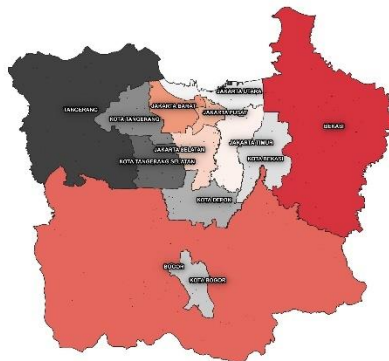 JAKARTA UTARA
TANGERANG
JAKARTA BARAT
JAKARTA PUSAT
KOTA TANGERANG
BEKASI
JAKARTA TIMUR
JAKARTA SELATAN
KOTA BEKASI
KOTA TANGERANG SELATAN
KOTA DEPOK
BOGOR
KOTA BOGOR